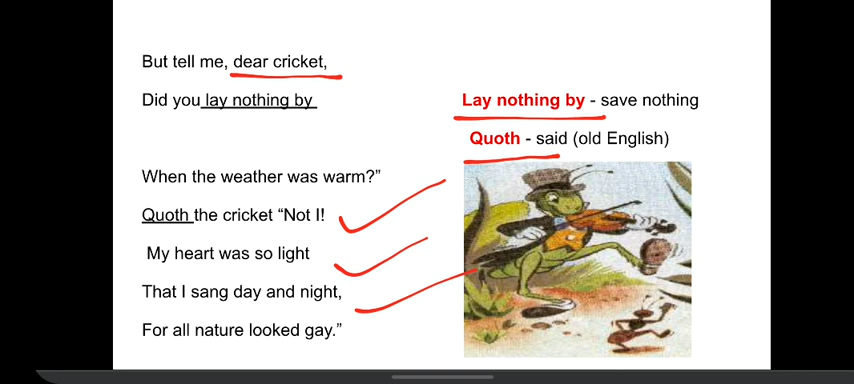 But tell me, dear cricket,
Did you lay nothing by
Lay nothing by - save nothing
Quoth - said (old English)
When the weather was warm?”
Quoth the cricket “Not I!
My heart was so light
That I sang day and night,
For all nature looked gay.”